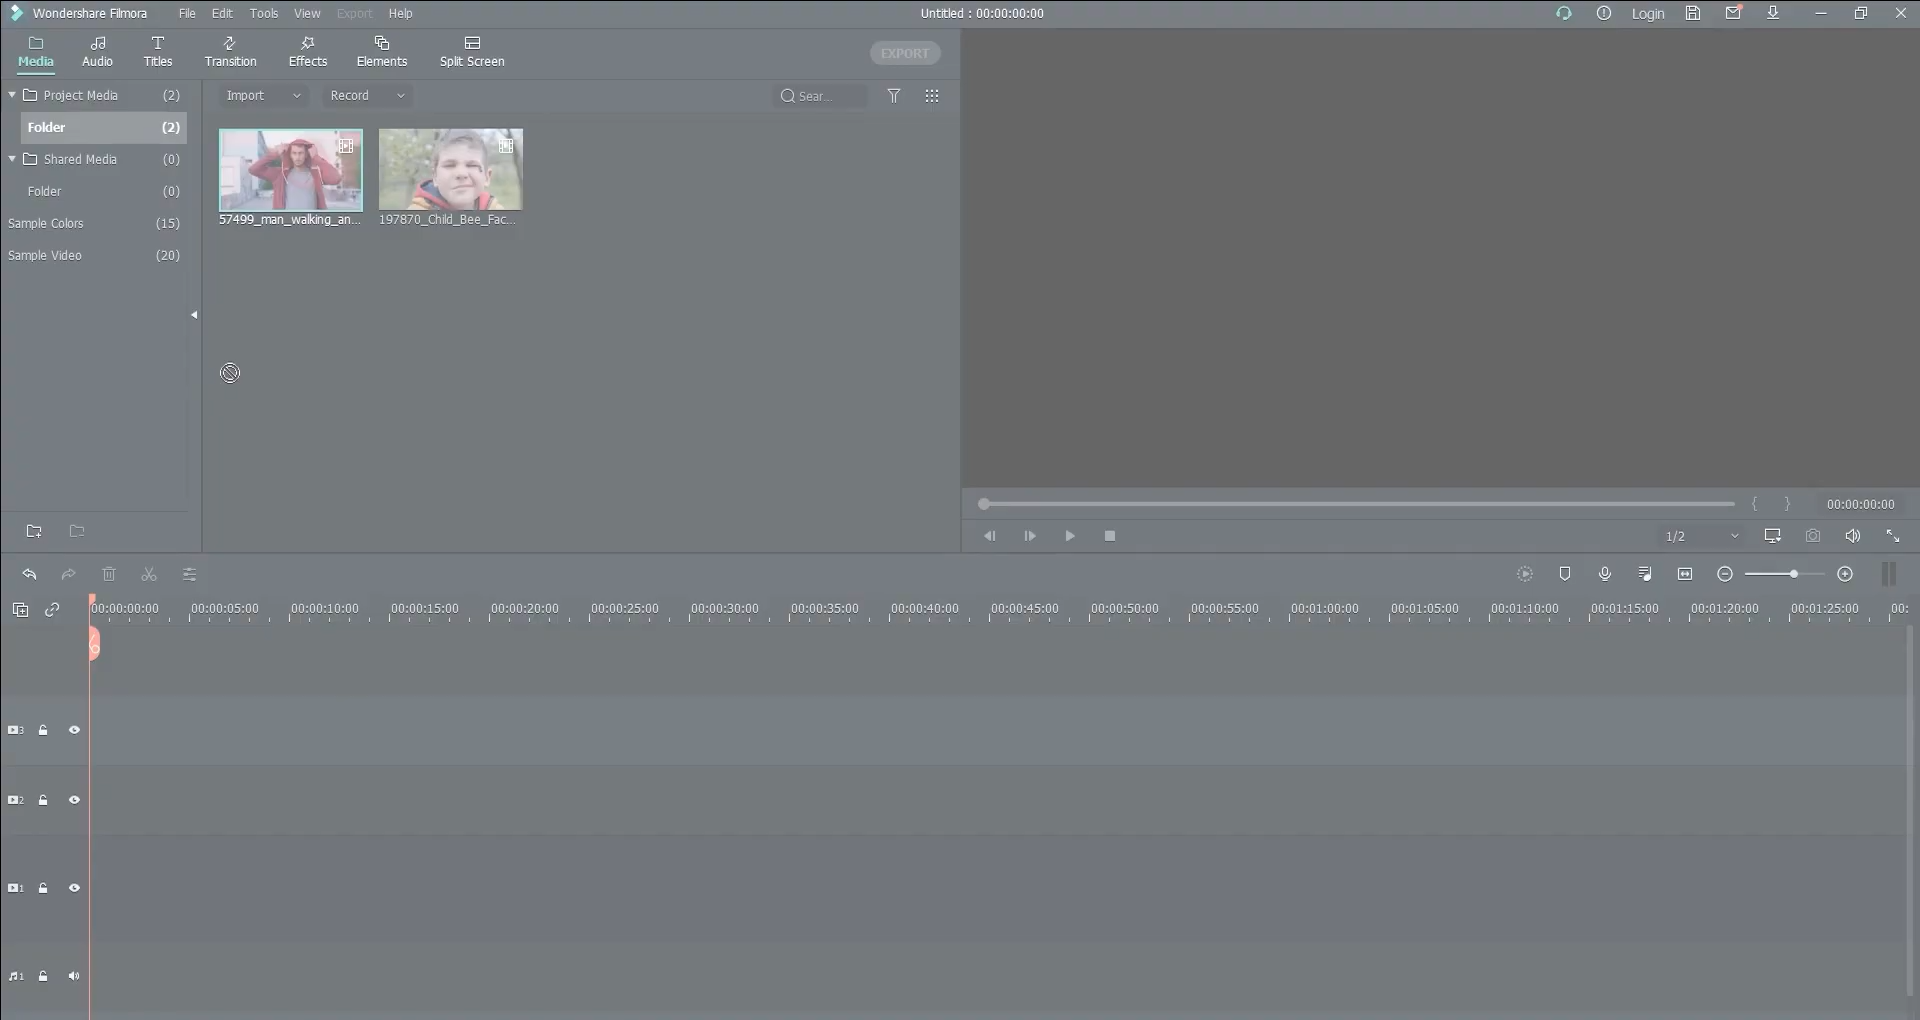 Wondershare Filmora File Edit Tools View Export Help Untitled : 00:00:00:00 Login
Media Audio Titles Transition Effects Elements Split Screen EXPORT
Project Media (2) Import Record Sear...
Folder (2)
Shared Media (0)
Folder (0)
57499_man_walking_an... 197870_Child_Bee_Fac...
Sample Colors (15)
Sample Video (20)
{ } 00:00:00:00
1/2
00:00:00:00 00:00:05:00 00:00:10:00 00:00:15:00 00:00:20:00 00:00:25:00 00:00:30:00 00:00:35:00 00:00:40:00 00:00:45:00 00:00:50:00 00:00:55:00 00:01:00:00 00:01:05:00 00:01:10:00 00:01:15:00 00:01:20:00 00:01:25:00 00:
3
2
1
1